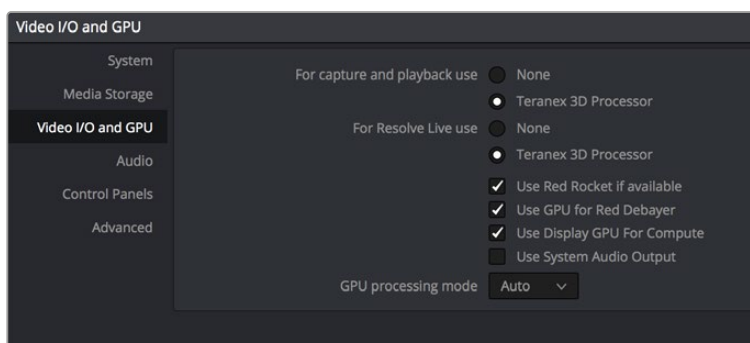 Video I/O and GPU
System
Media Storage
Video I/O and GPU
Audio
Control Panels
Advanced
For capture and playback use
None
Teranex 3D Processor
For Resolve Live use
None
Teranex 3D Processor
Use Red Rocket if available
Use GPU for Red Debayer
Use Display GPU For Compute
Use System Audio Output
GPU processing mode
Auto